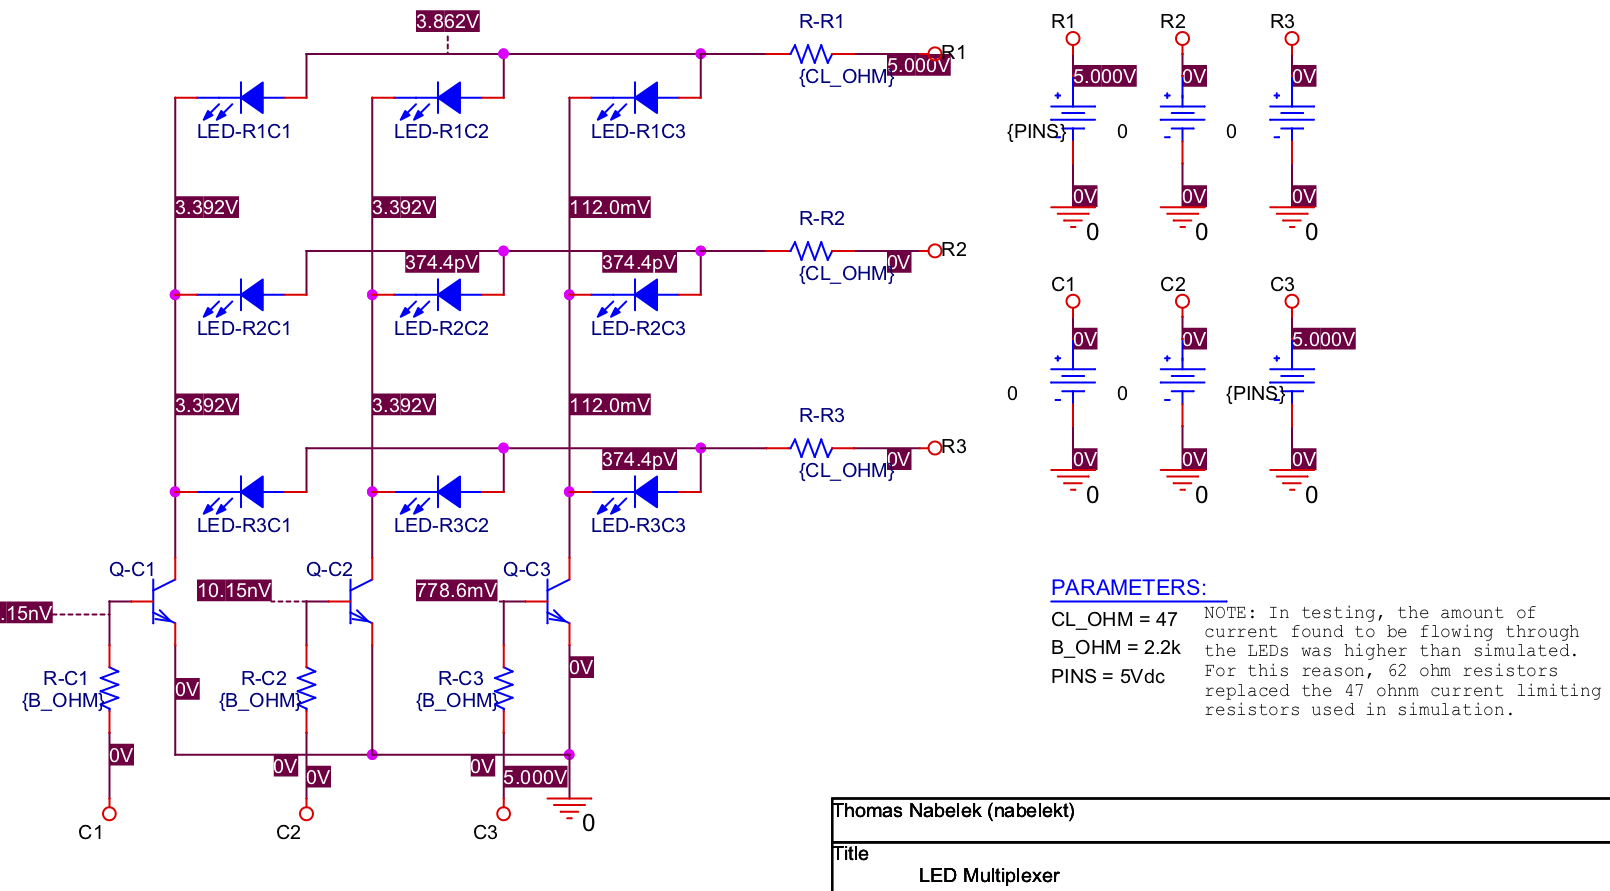 3.862V
R-R1
R1
5.000V
{CL_OHM}
LED-R1C1
LED-R1C2
LED-R1C3
3.392V
3.392V
112.0mV
R-R2
R2
374.4pV
374.4pV
0V
{CL_OHM}
LED-R2C1
LED-R2C2
LED-R2C3
3.392V
3.392V
112.0mV
R-R3
R3
374.4pV
0V
{CL_OHM}
LED-R3C1
LED-R3C2
LED-R3C3
Q-C1
Q-C2
Q-C3
.15nV
10.15nV
778.6mV
R-C1
{B_OHM}
R-C2
{B_OHM}
R-C3
{B_OHM}
0V
0V
0V
0V
0V
0V
5.000V
C1
C2
C3
0
R1
R2
R3
5.000V
0V
0V
+
+
+
{PINS}
0
0
-
-
-
0V
0V
0V
0
0
0
C1
C2
C3
0V
0V
5.000V
+
+
+
0
0
{PINS}
-
-
-
0V
0V
0V
0
0
0
PARAMETERS:
CL_OHM = 47
B_OHM = 2.2k
PINS = 5Vdc
NOTE: In testing, the amount of
current found to be flowing through
the LEDs was higher than simulated.
For this reason, 62 ohm resistors
replaced the 47 ohnm current limiting
resistors used in simulation.
Thomas Nabelek (nabelekt)
Title
LED Multiplexer